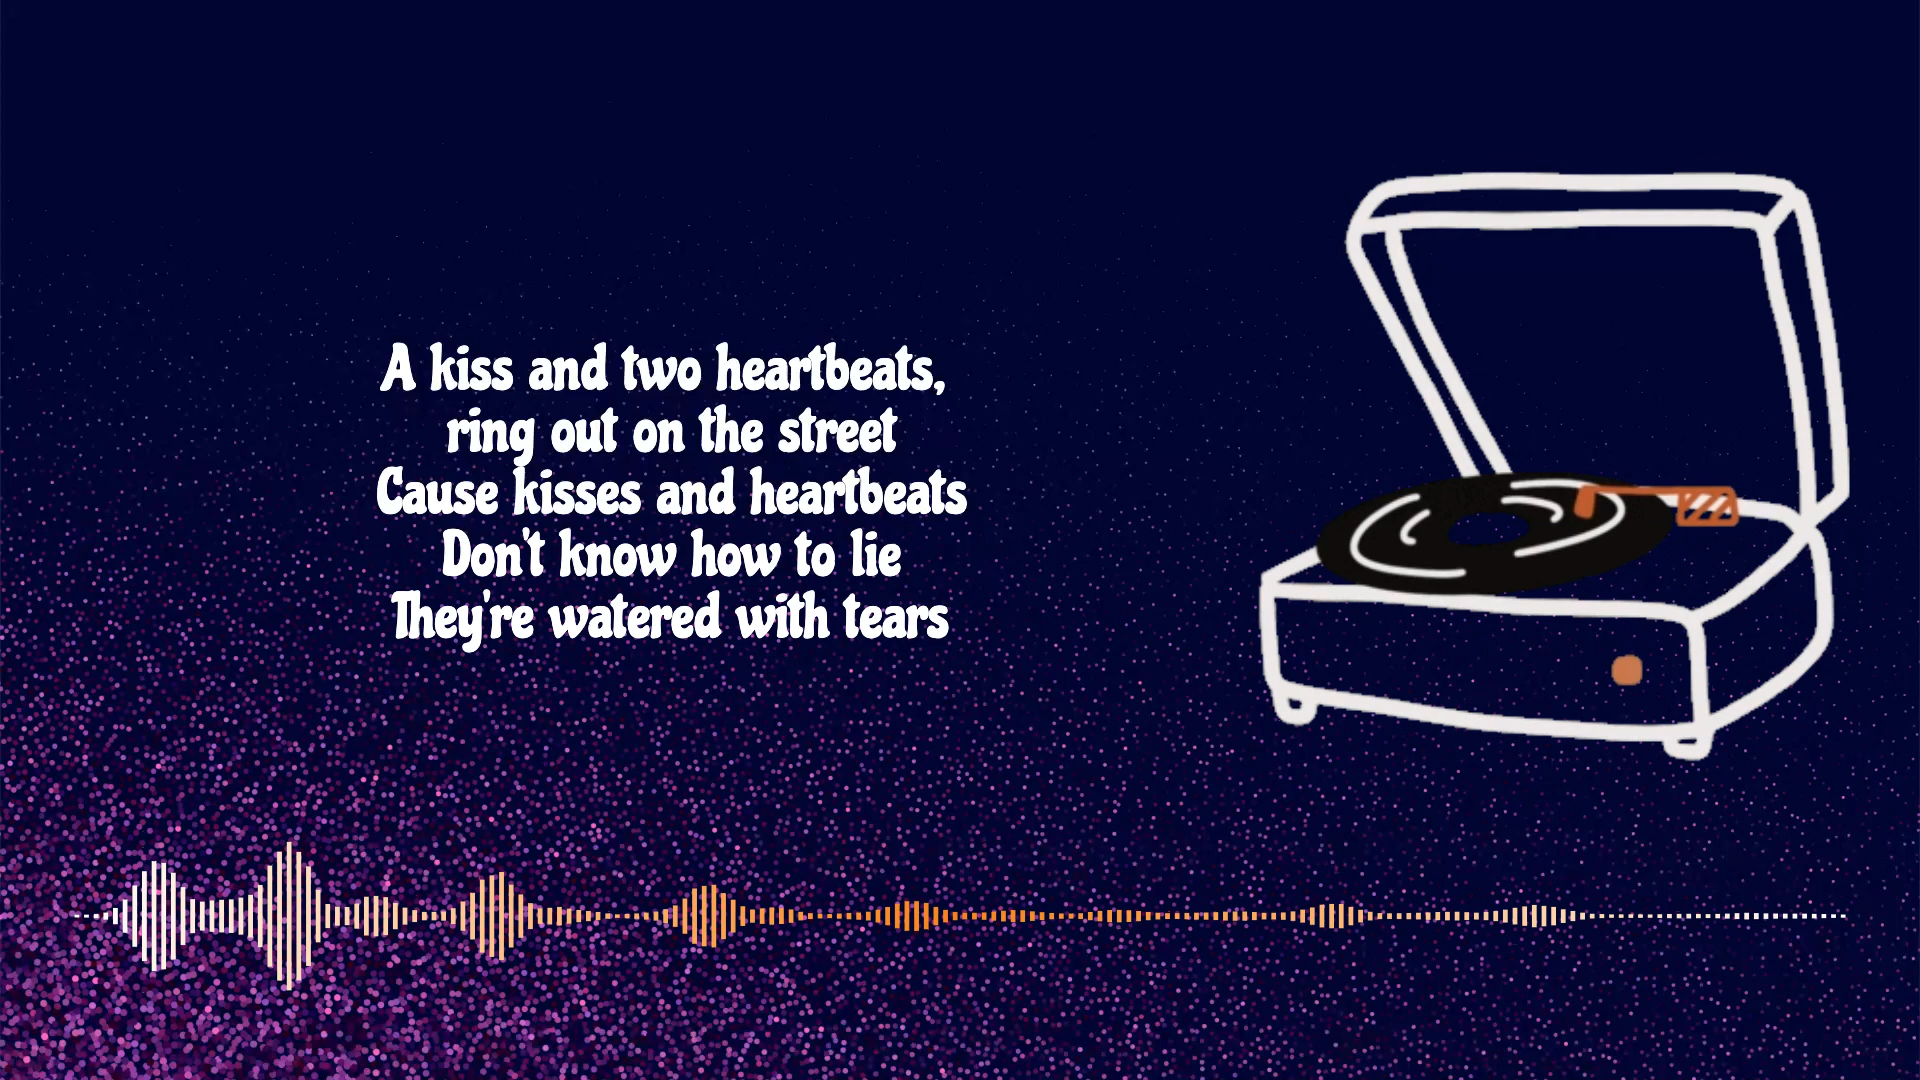 A kiss and two heartbeats,
ring out on the street
Cause kisses and heartbeats
Don't know how to lie
They're watered with tears